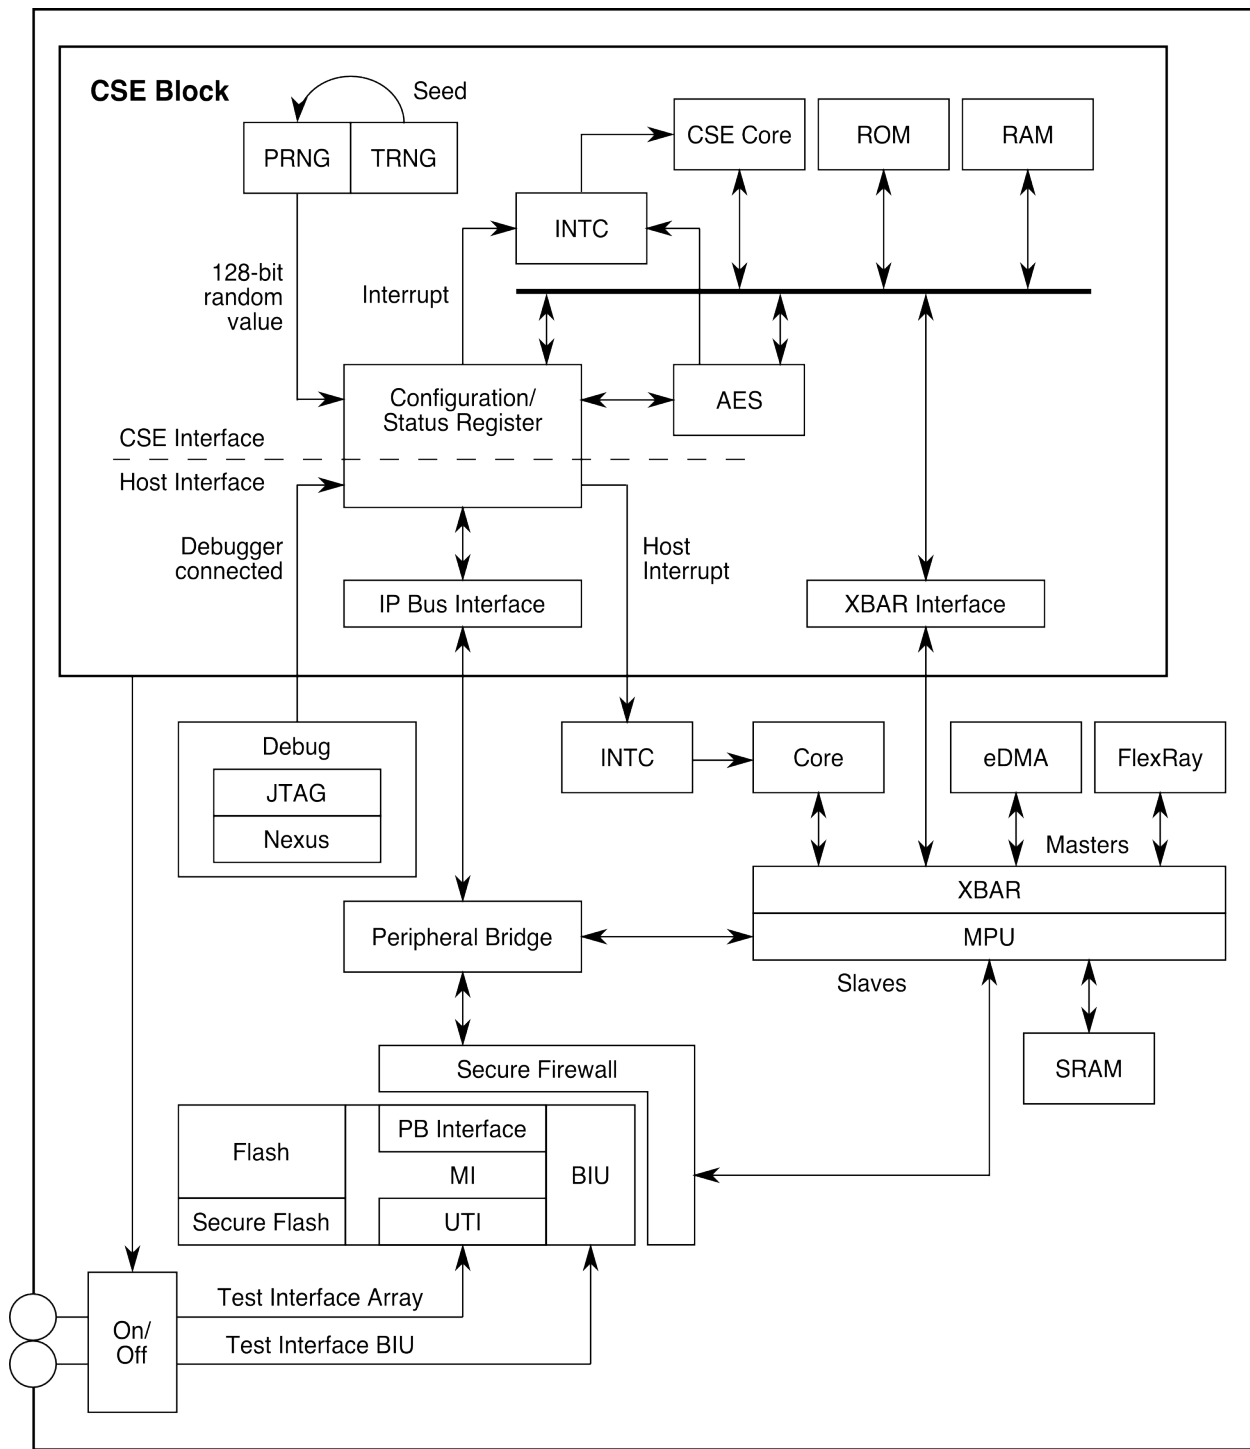 CSE Block
Seed
PRNG
TRNG
CSE Core
ROM
RAM
INTC
128-bit
random
value
Interrupt
Configuration/
Status Register
AES
CSE Interface
Host Interface
Debugger
connected
Host
Interrupt
IP Bus Interface
XBAR Interface
Debug
JTAG
Nexus
INTC
Core
eDMA
FlexRay
Masters
XBAR
MPU
Peripheral Bridge
Slaves
SRAM
Secure Firewall
Flash
PB Interface
MI
BIU
Secure Flash
UTI
Test Interface Array
On/
Off
Test Interface BIU